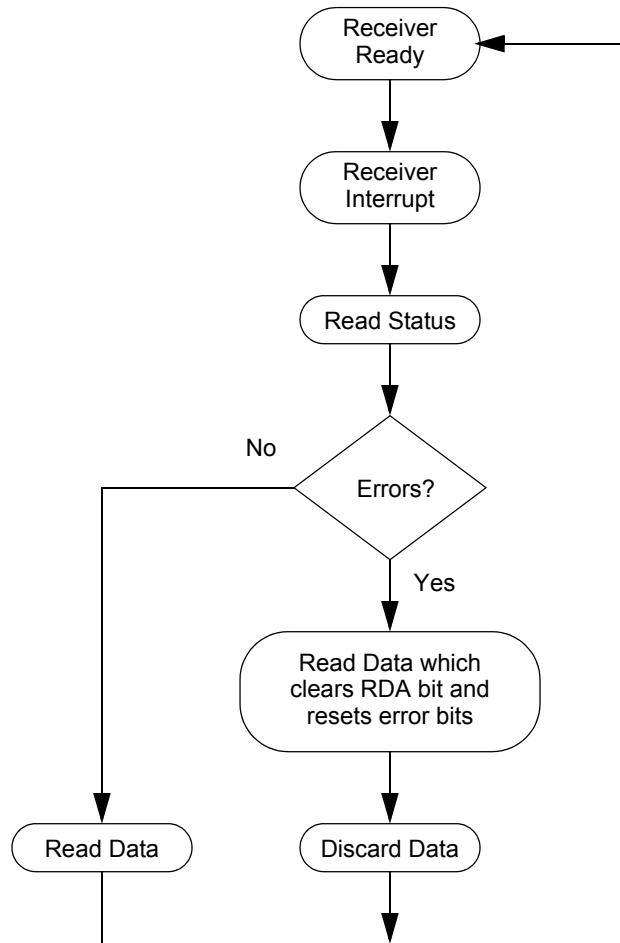 Receiver
Ready
Receiver
Interrupt
Read Status
No
Errors?
Yes
Read Data which
clears RDA bit and
resets error bits
Read Data
Discard Data